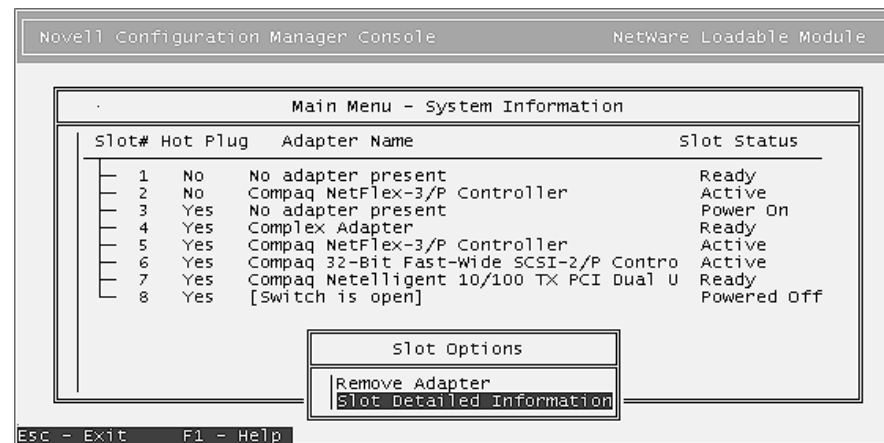 Novell Configuration Manager Console NetWare Loadable Module
Main Menu - System Information
Slot# Hot Plug Adapter Name Slot Status
1 No No adapter present Ready
2 No Compaq NetFlex-3/P Controller Active
3 Yes No adapter present Power On
4 Yes Complex Adapter Ready
5 Yes Compaq NetFlex-3/P Controller Active
6 Yes Compaq 32-Bit Fast-Wide SCSI-2/P Contro Active
7 Yes Compaq Netelligent 10/100 TX PCI Dual U Ready
8 Yes [Switch is open] Powered Off
Slot Options
Remove Adapter
Slot Detailed Information
Esc - Exit F1 - Help